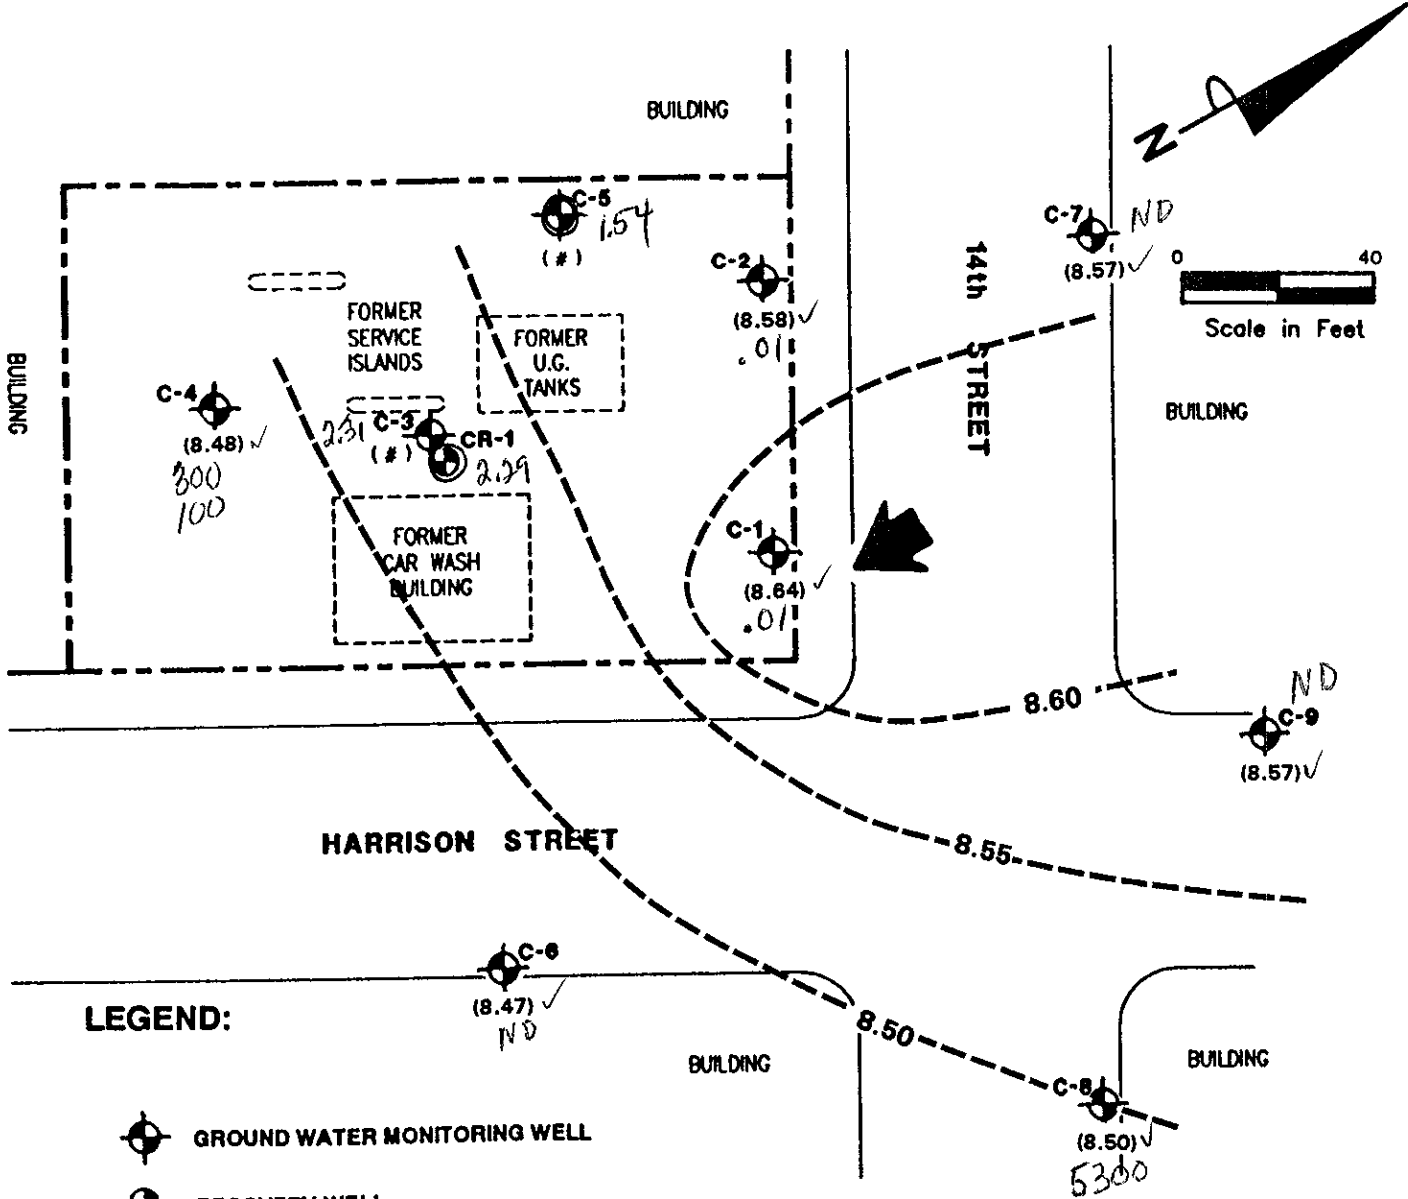 BUILDING
N
C-5
1.54
(#)
C-7
ND
(8.57) ✓
C-2
(8.58) ✓
.01
14th STREET
0 40
Scale in Feet
FORMER
SERVICE
ISLANDS
FORMER
U.G.
TANKS
BUILDING
BUILDING
C-4
(8.48) ✓
300
100
2.31
C-3
(#)
CR-1
2.29
FORMER
CAR WASH
BUILDING
C-1
(8.64) ✓
.01
8.60
ND
C-9
(8.57) ✓
HARRISON STREET
8.55
C-6
(8.47) ✓
ND
8.50
LEGEND:
BUILDING
BUILDING
C-8
(8.50) ✓
5300
GROUND WATER MONITORING WELL
RECOVERY WELL